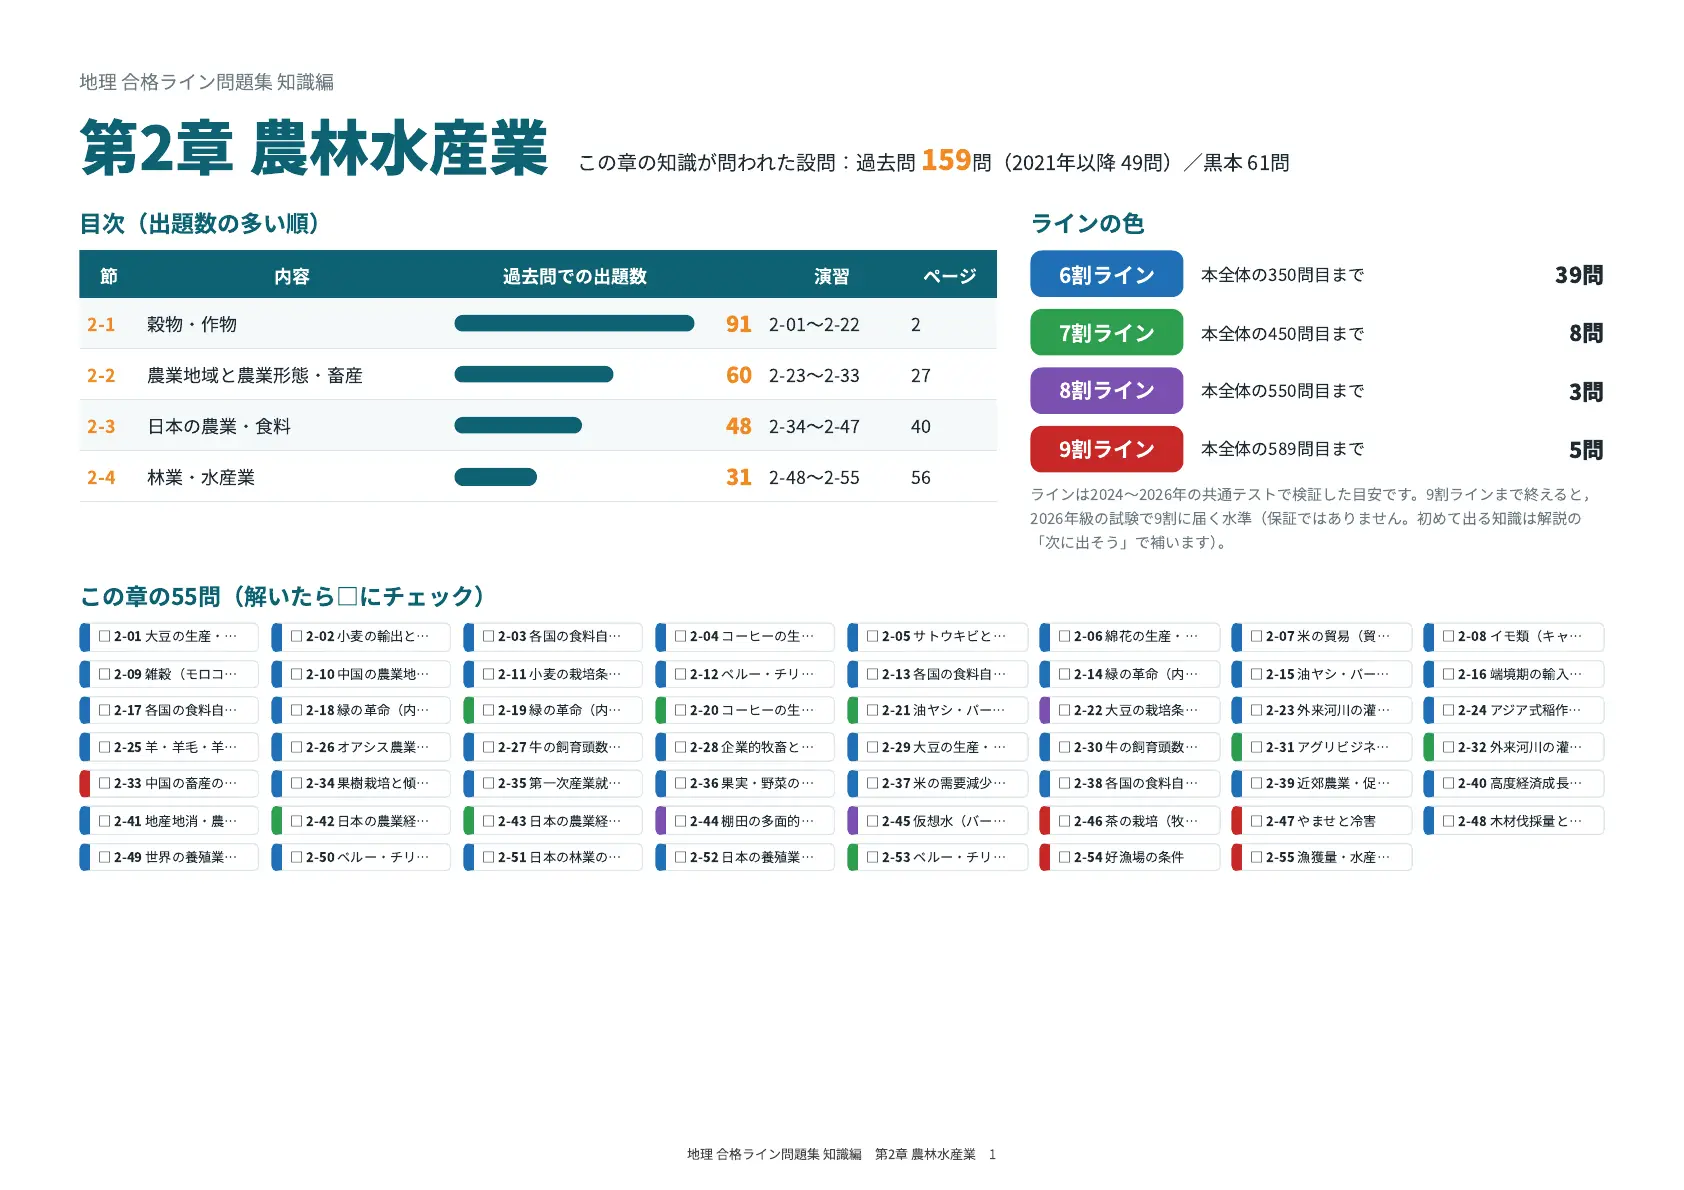 地理 合格ライン問題集 知識編
第2章 農林水産業
この章の知識が問われた設問：過去問 159問（2021年以降 49問）／黒本 61問
目次（出題数の多い順）
節 内容 過去問での出題数 演習 ページ
2-1 穀物・作物 91 2-01〜2-22 2
2-2 農業地域と農業形態・畜産 60 2-23〜2-33 27
2-3 日本の農業・食料 48 2-34〜2-47 40
2-4 林業・水産業 31 2-48〜2-55 56
ラインの色
6割ライン 本全体の350問目まで 39問
7割ライン 本全体の450問目まで 8問
8割ライン 本全体の550問目まで 3問
9割ライン 本全体の589問目まで 5問
ラインは2024〜2026年の共通テストで検証した目安です。9割ラインまで終えると，
2026年級の試験で9割に届く水準（保証ではありません。初めて出る知識は解説の
「次に出そう」で補います）。
この章の55問（解いたら□にチェック）
□ 2-01 大豆の生産・… □ 2-02 小麦の輸出と… □ 2-03 各国の食料自… □ 2-04 コーヒーの生… □ 2-05 サトウキビと… □ 2-06 綿花の生産・… □ 2-07 米の貿易（貿… □ 2-08 イモ類（キャ…
□ 2-09 雑穀（モロコ… □ 2-10 中国の農業地… □ 2-11 小麦の栽培条… □ 2-12 ペルー・チリ… □ 2-13 各国の食料自… □ 2-14 緑の革命（内… □ 2-15 油ヤシ・パー… □ 2-16 端境期の輸入…
□ 2-17 各国の食料自… □ 2-18 緑の革命（内… □ 2-19 緑の革命（内… □ 2-20 コーヒーの生… □ 2-21 油ヤシ・パー… □ 2-22 大豆の栽培条… □ 2-23 外来河川の灌… □ 2-24 アジア式稲作…
□ 2-25 羊・羊毛・羊… □ 2-26 オアシス農業… □ 2-27 牛の飼育頭数… □ 2-28 企業的牧畜と… □ 2-29 大豆の生産・… □ 2-30 牛の飼育頭数… □ 2-31 アグリビジネ… □ 2-32 外来河川の灌…
□ 2-33 中国の畜産の… □ 2-34 果樹栽培と傾… □ 2-35 第一次産業就… □ 2-36 果実・野菜の… □ 2-37 米の需要減少… □ 2-38 各国の食料自… □ 2-39 近郊農業・促… □ 2-40 高度経済成長…
□ 2-41 地産地消・農… □ 2-42 日本の農業経… □ 2-43 日本の農業経… □ 2-44 棚田の多面的… □ 2-45 仮想水（バー… □ 2-46 茶の栽培（牧… □ 2-47 やませと冷害 □ 2-48 木材伐採量と…
□ 2-49 世界の養殖業… □ 2-50 ペルー・チリ… □ 2-51 日本の林業の… □ 2-52 日本の養殖業… □ 2-53 ペルー・チリ… □ 2-54 好漁場の条件 □ 2-55 漁獲量・水産…
地理 合格ライン問題集 知識編 第2章 農林水産業 1